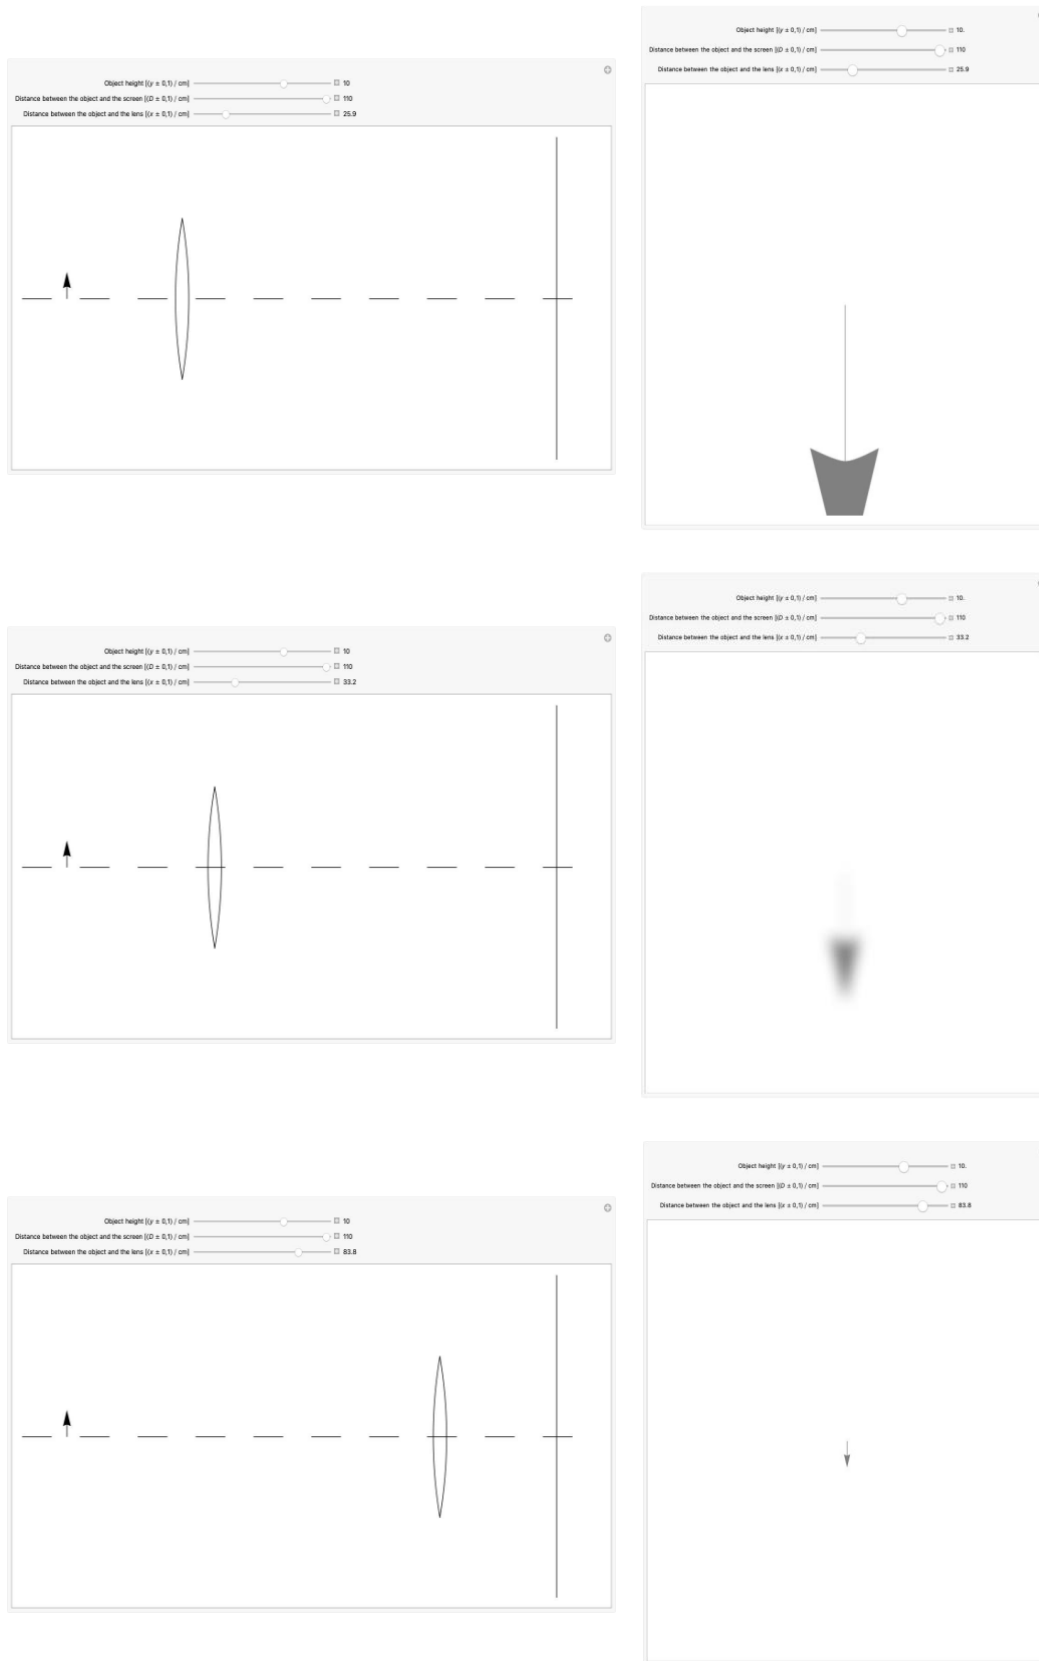 Object height [(y ± 0,1) / cm] 10.
Distance between the object and the screen [(D ± 0,1) / cm] 110
Distance between the object and the lens [(x ± 0,1) / cm] 25.9
Object height [(y ± 0,1) / cm] 10
Distance between the object and the screen [(D ± 0,1) / cm] 110
Distance between the object and the lens [(x ± 0,1) / cm] 25.9
Object height [(y ± 0,1) / cm] 10.
Distance between the object and the screen [(D ± 0,1) / cm] 110
Distance between the object and the lens [(x ± 0,1) / cm] 33.2
Object height [(y ± 0,1) / cm] 10
Distance between the object and the screen [(D ± 0,1) / cm] 110
Distance between the object and the lens [(x ± 0,1) / cm] 33.2
Object height [(y ± 0,1) / cm] 10.
Distance between the object and the screen [(D ± 0,1) / cm] 110
Distance between the object and the lens [(x ± 0,1) / cm] 83.8
Object height [(y ± 0,1) / cm] 10
Distance between the object and the screen [(D ± 0,1) / cm] 110
Distance between the object and the lens [(x ± 0,1) / cm] 83.8